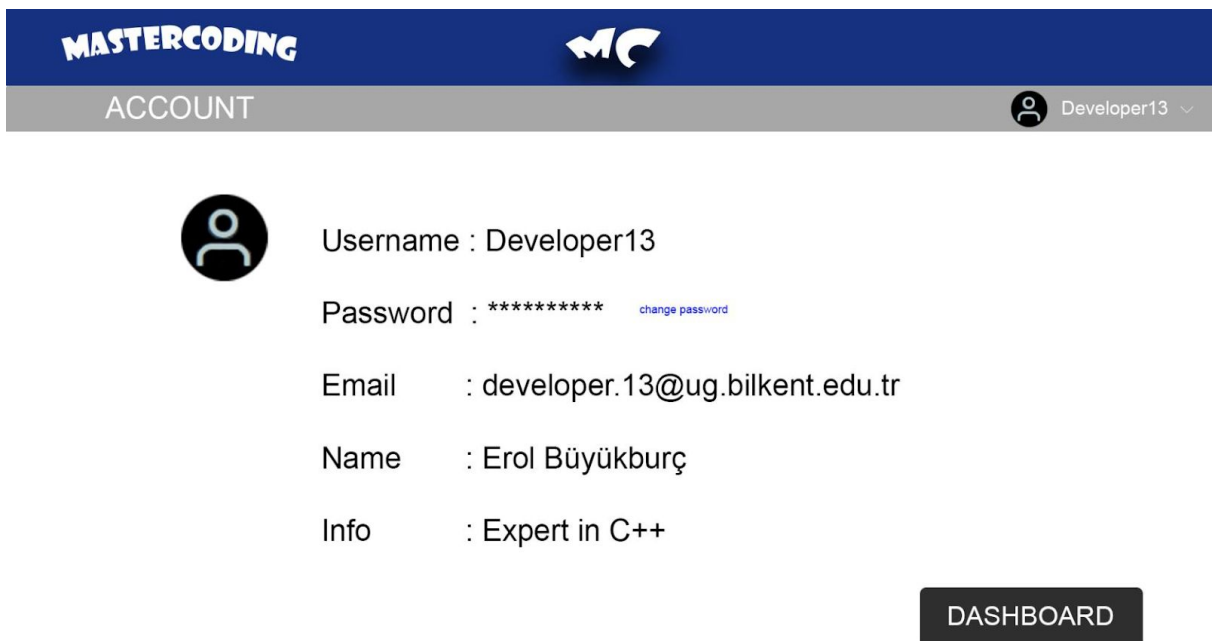 MASTERCODING MC
ACCOUNT Developer13
Username : Developer13
Password : ********** change password
Email : developer.13@ug.bilkent.edu.tr
Name : Erol Büyükburç
Info : Expert in C++
DASHBOARD